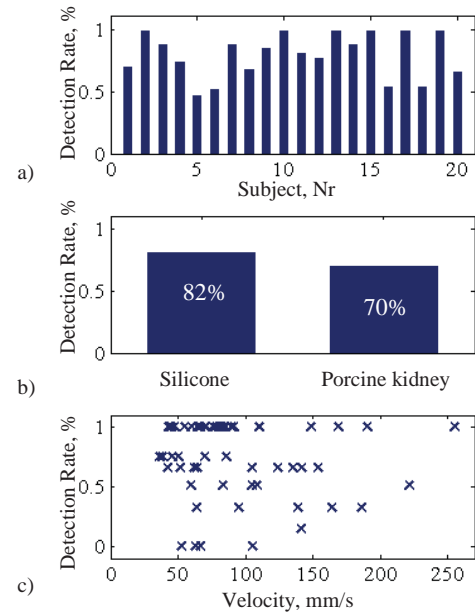 Detection Rate, %
1
0.5
0
0 5 10 15 20
a)
Subject, Nr
Detection Rate, %
1
0.5
0
82%
70%
Silicone Porcine kidney
b)
Detection Rate, %
1
0.5
0
0 50 100 150 200 250
c)
Velocity, mm/s